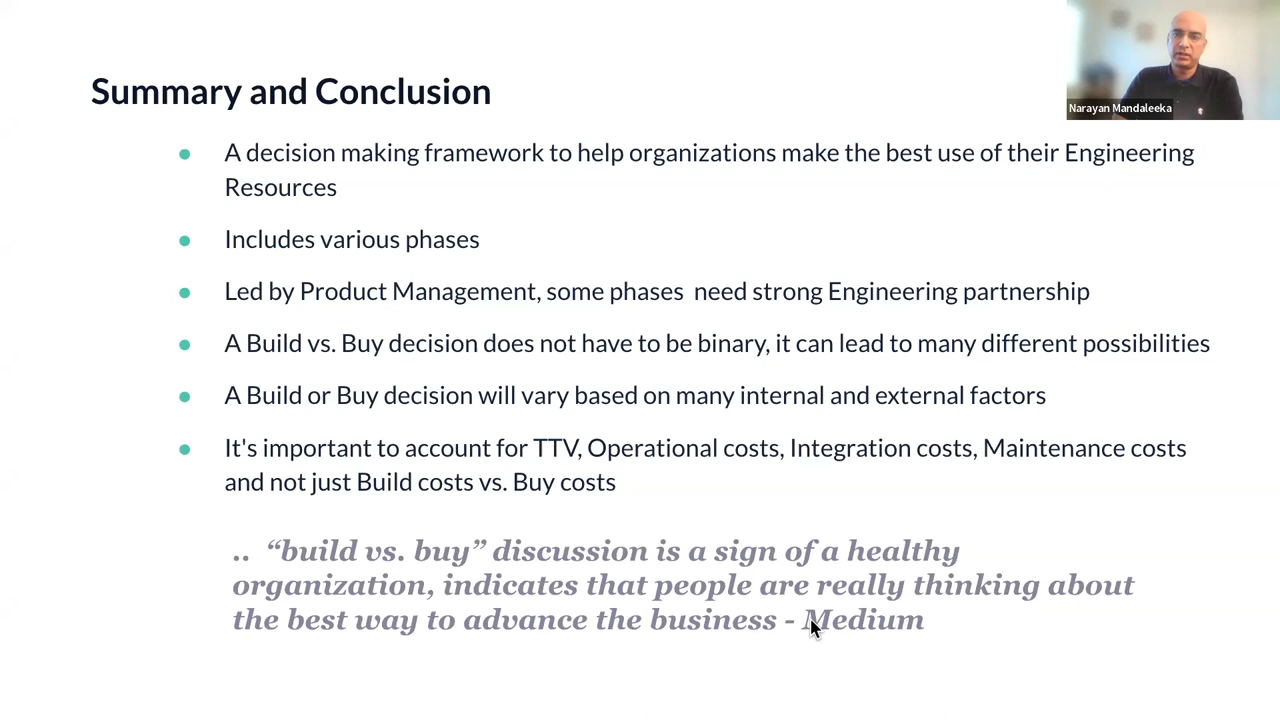 Summary and Conclusion
Narayan Mandaleeka
● A decision making framework to help organizations make the best use of their Engineering
Resources
● Includes various phases
● Led by Product Management, some phases  need strong Engineering partnership
● A Build vs. Buy decision does not have to be binary, it can lead to many different possibilities
● A Build or Buy decision will vary based on many internal and external factors
● It's important to account for TTV, Operational costs, Integration costs, Maintenance costs
and not just Build costs vs. Buy costs
..  “build vs. buy” discussion is a sign of a healthy
organization, indicates that people are really thinking about
the best way to advance the business - Medium